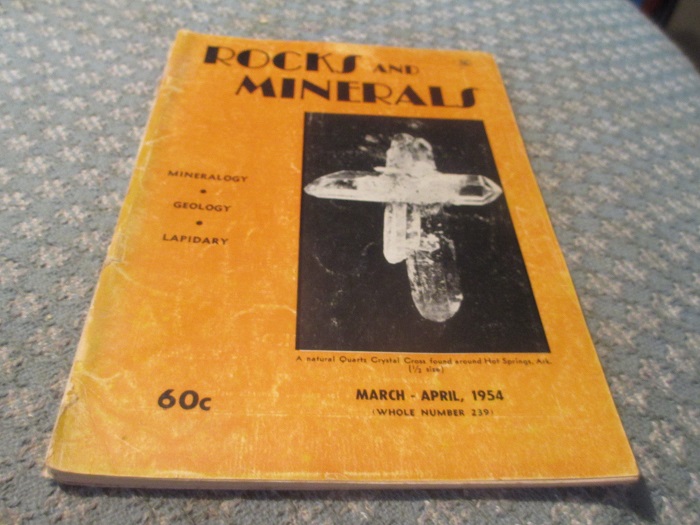 ROCKS AND
MINERALS
MINERALOGY
•
GEOLOGY
•
LAPIDARY
A natural Quartz Crystal Cross found around Hot Springs, Ark.
(½ size)
60c
MARCH - APRIL, 1954
(WHOLE NUMBER 239)